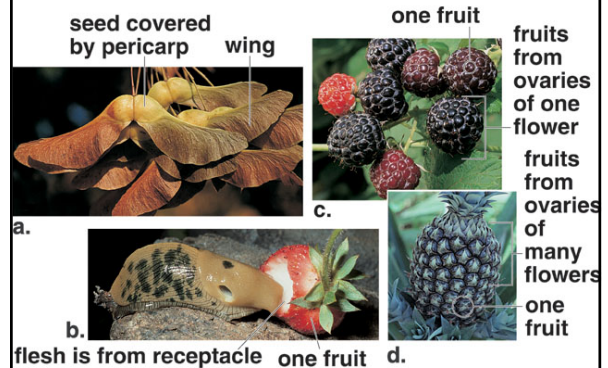 seed covered
by pericarp
wing
a.
one fruit
fruits
from
ovaries
of one
flower
c.
b.
flesh is from receptacle
one fruit
fruits
from
ovaries
of
many
flowers
one
fruit
d.